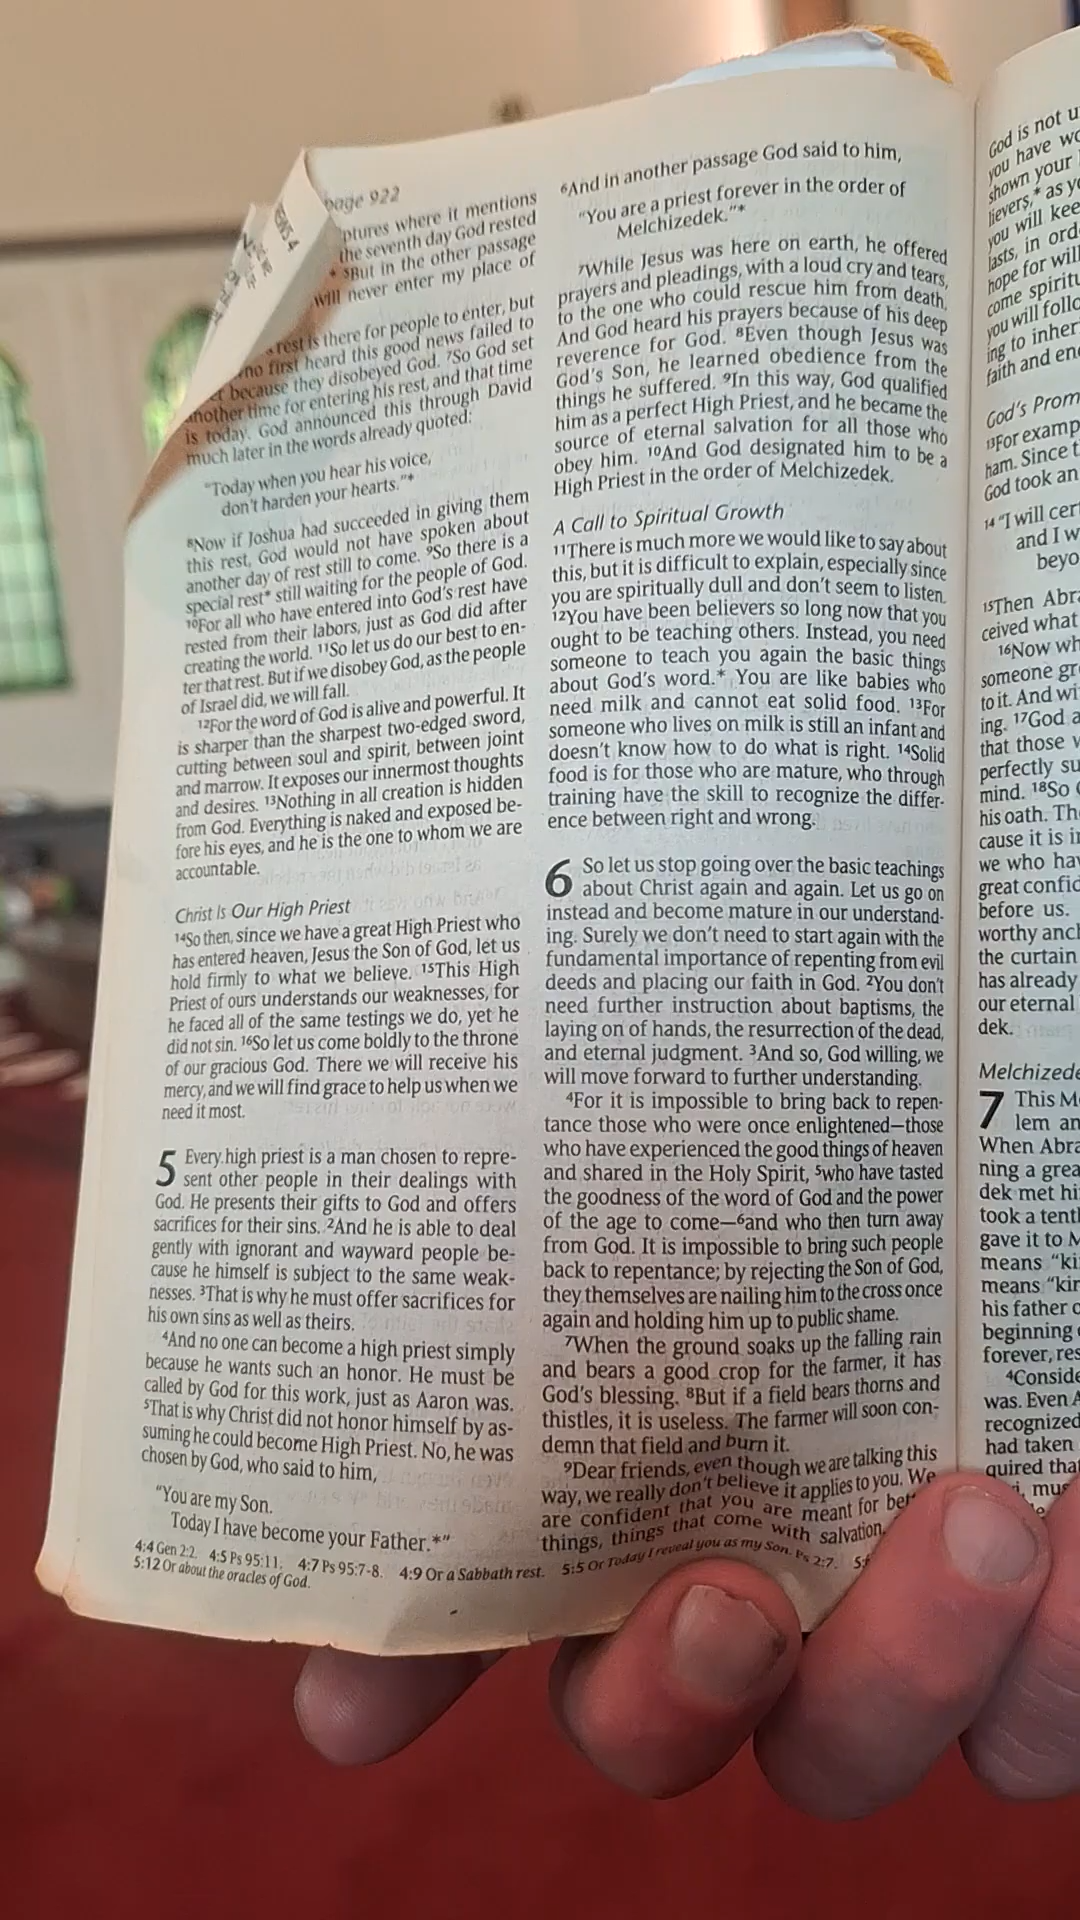 page 922
EWS 4
ptures where it mentions
the seventh day God rested
* ⁵But in the other passage
will never enter my place of
rest is there for people to enter, but
first heard this good news failed to
because they disobeyed God. ⁷So God set
another time for entering his rest, and that time
is today. God announced this through David
much later in the words already quoted:
“Today when you hear his voice,
don't harden your hearts.”*
⁸Now if Joshua had succeeded in giving them
this rest, God would not have spoken about
another day of rest still to come. ⁹So there is a
special rest* still waiting for the people of God.
¹⁰For all who have entered into God's rest have
rested from their labors, just as God did after
creating the world. ¹¹So let us do our best to en-
ter that rest. But if we disobey God, as the people
of Israel did, we will fall.
¹²For the word of God is alive and powerful. It
is sharper than the sharpest two-edged sword,
cutting between soul and spirit, between joint
and marrow. It exposes our innermost thoughts
and desires. ¹³Nothing in all creation is hidden
from God. Everything is naked and exposed be-
fore his eyes, and he is the one to whom we are
accountable.
Christ Is Our High Priest
¹⁴So then, since we have a great High Priest who
has entered heaven, Jesus the Son of God, let us
hold firmly to what we believe. ¹⁵This High
Priest of ours understands our weaknesses, for
he faced all of the same testings we do, yet he
did not sin. ¹⁶So let us come boldly to the throne
of our gracious God. There we will receive his
mercy, and we will find grace to help us when we
need it most.
5 Every high priest is a man chosen to repre-
sent other people in their dealings with
God. He presents their gifts to God and offers
sacrifices for their sins. ²And he is able to deal
gently with ignorant and wayward people be-
cause he himself is subject to the same weak-
nesses. ³That is why he must offer sacrifices for
his own sins as well as theirs.
⁴And no one can become a high priest simply
because he wants such an honor. He must be
called by God for this work, just as Aaron was.
⁵That is why Christ did not honor himself by as-
suming he could become High Priest. No, he was
chosen by God, who said to him,
“You are my Son.
Today I have become your Father.*”
⁶And in another passage God said to him,
“You are a priest forever in the order of
Melchizedek.”*
⁷While Jesus was here on earth, he offered
prayers and pleadings, with a loud cry and tears,
to the one who could rescue him from death.
And God heard his prayers because of his deep
reverence for God. ⁸Even though Jesus was
God's Son, he learned obedience from the
things he suffered. ⁹In this way, God qualified
him as a perfect High Priest, and he became the
source of eternal salvation for all those who
obey him. ¹⁰And God designated him to be a
High Priest in the order of Melchizedek.
A Call to Spiritual Growth
¹¹There is much more we would like to say about
this, but it is difficult to explain, especially since
you are spiritually dull and don't seem to listen.
¹²You have been believers so long now that you
ought to be teaching others. Instead, you need
someone to teach you again the basic things
about God's word.* You are like babies who
need milk and cannot eat solid food. ¹³For
someone who lives on milk is still an infant and
doesn't know how to do what is right. ¹⁴Solid
food is for those who are mature, who through
training have the skill to recognize the differ-
ence between right and wrong.
6 So let us stop going over the basic teachings
about Christ again and again. Let us go on
instead and become mature in our understand-
ing. Surely we don't need to start again with the
fundamental importance of repenting from evil
deeds and placing our faith in God. ²You don't
need further instruction about baptisms, the
laying on of hands, the resurrection of the dead,
and eternal judgment. ³And so, God willing, we
will move forward to further understanding.
⁴For it is impossible to bring back to repen-
tance those who were once enlightened—those
who have experienced the good things of heaven
and shared in the Holy Spirit, ⁵who have tasted
the goodness of the word of God and the power
of the age to come—⁶and who then turn away
from God. It is impossible to bring such people
back to repentance; by rejecting the Son of God,
they themselves are nailing him to the cross once
again and holding him up to public shame.
⁷When the ground soaks up the falling rain
and bears a good crop for the farmer, it has
God's blessing. ⁸But if a field bears thorns and
thistles, it is useless. The farmer will soon con-
demn that field and burn it.
⁹Dear friends, even though we are talking this
way, we really don't believe it applies to you. We
are confident that you are meant for bet
things, things that come with salvation.
4:4 Gen 2:2. 4:5 Ps 95:11. 4:7 Ps 95:7-8. 4:9 Or a Sabbath rest. 5:5 Or Today I reveal you as my Son. Ps 2:7. 5:6
5:12 Or about the oracles of God.
God is not u
you have wo
shown your
lievers,* as yo
you will kee
lasts, in ord
hope for will
come spiritu
you will follo
ing to inher
faith and end
God's Prom
¹³For examp
ham. Since t
God took an
¹⁴ “I will cer
and I w
beyo
¹⁵Then Abra
ceived what
¹⁶Now wh
someone gr
to it. And wi
ing. ¹⁷God a
that those w
perfectly su
mind. ¹⁸So
his oath. Th
cause it is i
we who hav
great confid
before us.
worthy anch
the curtain
has already
our eternal
dek.
Melchizede
7 This M
lem an
When Abra
ning a grea
dek met hi
took a tent
gave it to M
means “ki
means “kin
his father o
beginning
forever, res
⁴Conside
was. Even A
recognized
had taken
quired that
mus